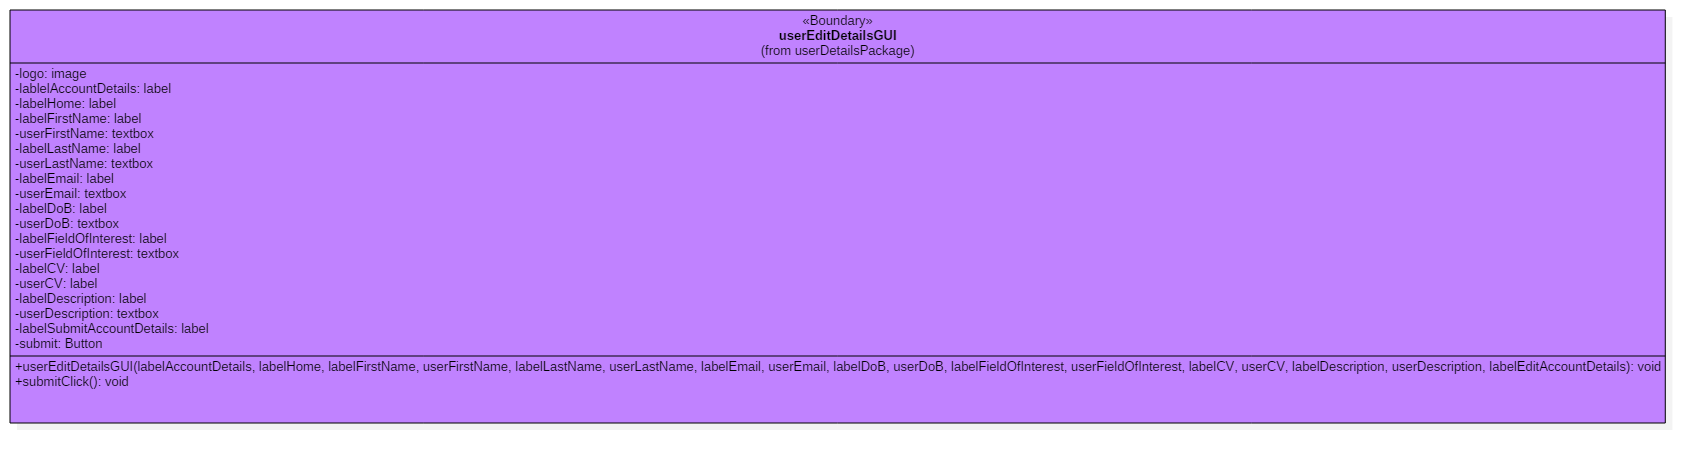 «Boundary»
userEditDetailsGUI
(from userDetailsPackage)
-logo: image
-lablelAccountDetails: label
-labelHome: label
-labelFirstName: label
-userFirstName: textbox
-labelLastName: label
-userLastName: textbox
-labelEmail: label
-userEmail: textbox
-labelDoB: label
-userDoB: textbox
-labelFieldOfInterest: label
-userFieldOfInterest: textbox
-labelCV: label
-userCV: label
-labelDescription: label
-userDescription: textbox
-labelSubmitAccountDetails: label
-submit: Button
+userEditDetailsGUI(labelAccountDetails, labelHome, labelFirstName, userFirstName, labelLastName, userLastName, labelEmail, userEmail, labelDoB, userDoB, labelFieldOfInterest, userFieldOfInterest, labelCV, userCV, labelDescription, userDescription, labelEditAccountDetails): void
+submitClick(): void